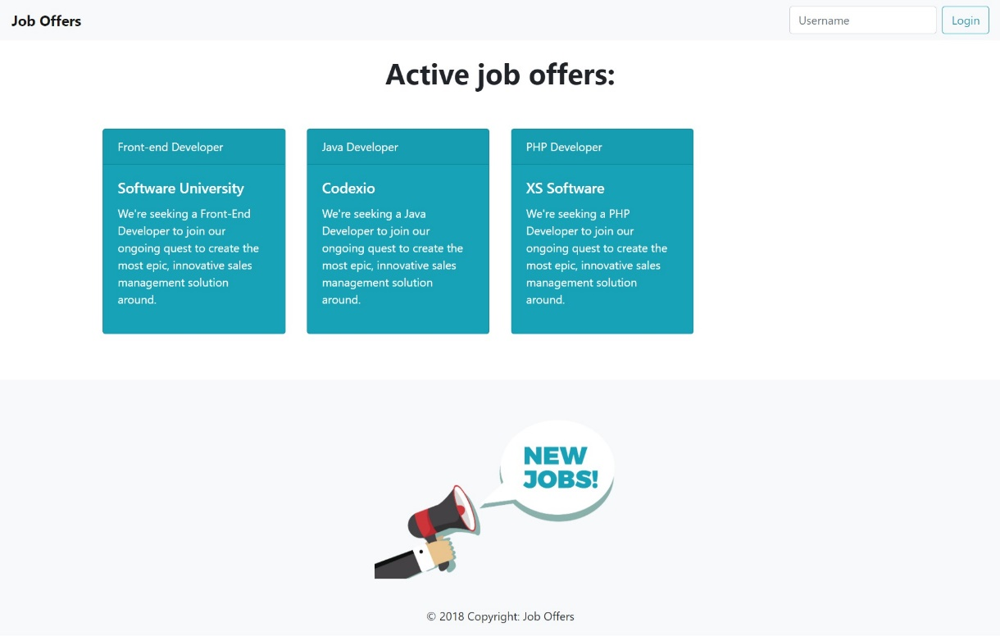 Job Offers
Username
Login
Active job offers:
Front-end Developer
Software University
We're seeking a Front-End
Developer to join our
ongoing quest to create the
most epic, innovative sales
management solution
around.
Java Developer
Codexio
We're seeking a Java
Developer to join our
ongoing quest to create the
most epic, innovative sales
management solution
around.
PHP Developer
XS Software
We're seeking a PHP
Developer to join our
ongoing quest to create the
most epic, innovative sales
management solution
around.
NEW
JOBS!
© 2018 Copyright: Job Offers